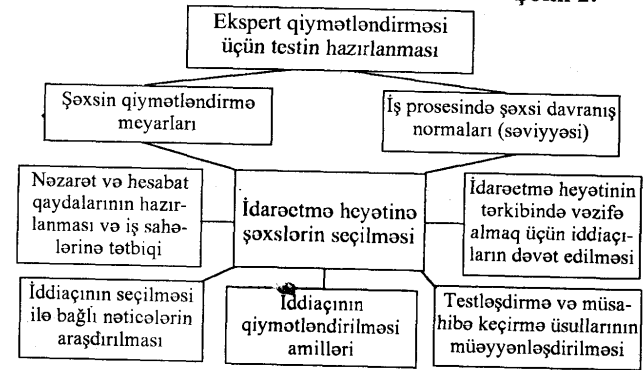 Ekspert qiymətləndirməsi
üçün testin hazırlanması
Şəxsin qiymətləndirmə
meyarları
İş prosesində şəxsi davranış
normaları (səviyyəsi)
Nəzarət və hesabat
qaydalarının hazır-
lanması və iş sahə-
lərinə tətbiqi
İdarəetmə heyətinə
şəxslərin seçilməsi
İdarəetmə heyətinin
tərkibində vəzifə
almaq üçün iddiaçı-
ların dəvət edilməsi
İddiaçının seçilməsi
ilə bağlı nəticələrin
araşdırılması
İddiaçının
qiymətləndirilməsi
amilləri
Testləşdirmə və müsa-
hibə keçirmə üsullarının
müəyyənləşdirilməsi